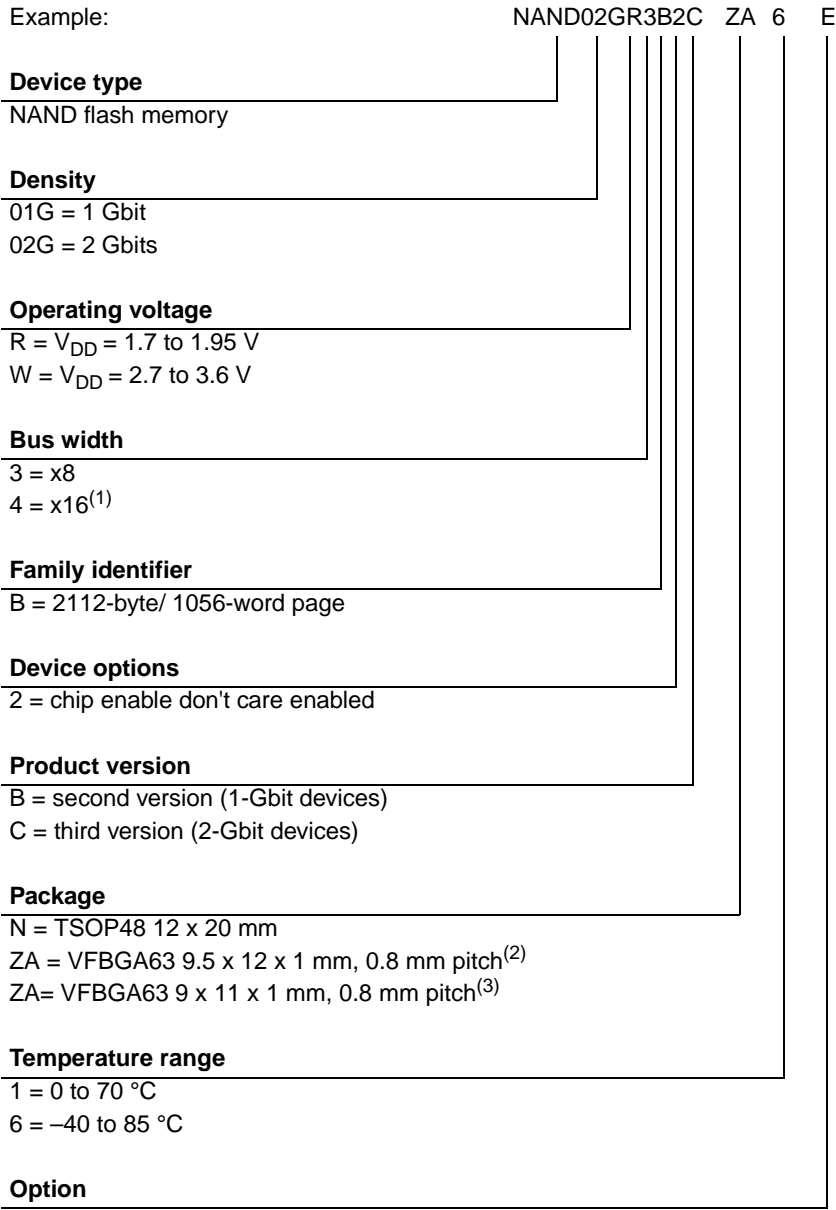 Example: NAND02GR3B2C ZA 6 E
Device type
NAND flash memory
Density
01G = 1 Gbit
02G = 2 Gbits
Operating voltage
R = VDD = 1.7 to 1.95 V
W = VDD = 2.7 to 3.6 V
Bus width
3 = x8
4 = x16(1)
Family identifier
B = 2112-byte/ 1056-word page
Device options
2 = chip enable don't care enabled
Product version
B = second version (1-Gbit devices)
C = third version (2-Gbit devices)
Package
N = TSOP48 12 x 20 mm
ZA = VFBGA63 9.5 x 12 x 1 mm, 0.8 mm pitch(2)
ZA= VFBGA63 9 x 11 x 1 mm, 0.8 mm pitch(3)
Temperature range
1 = 0 to 70 °C
6 = –40 to 85 °C
Option